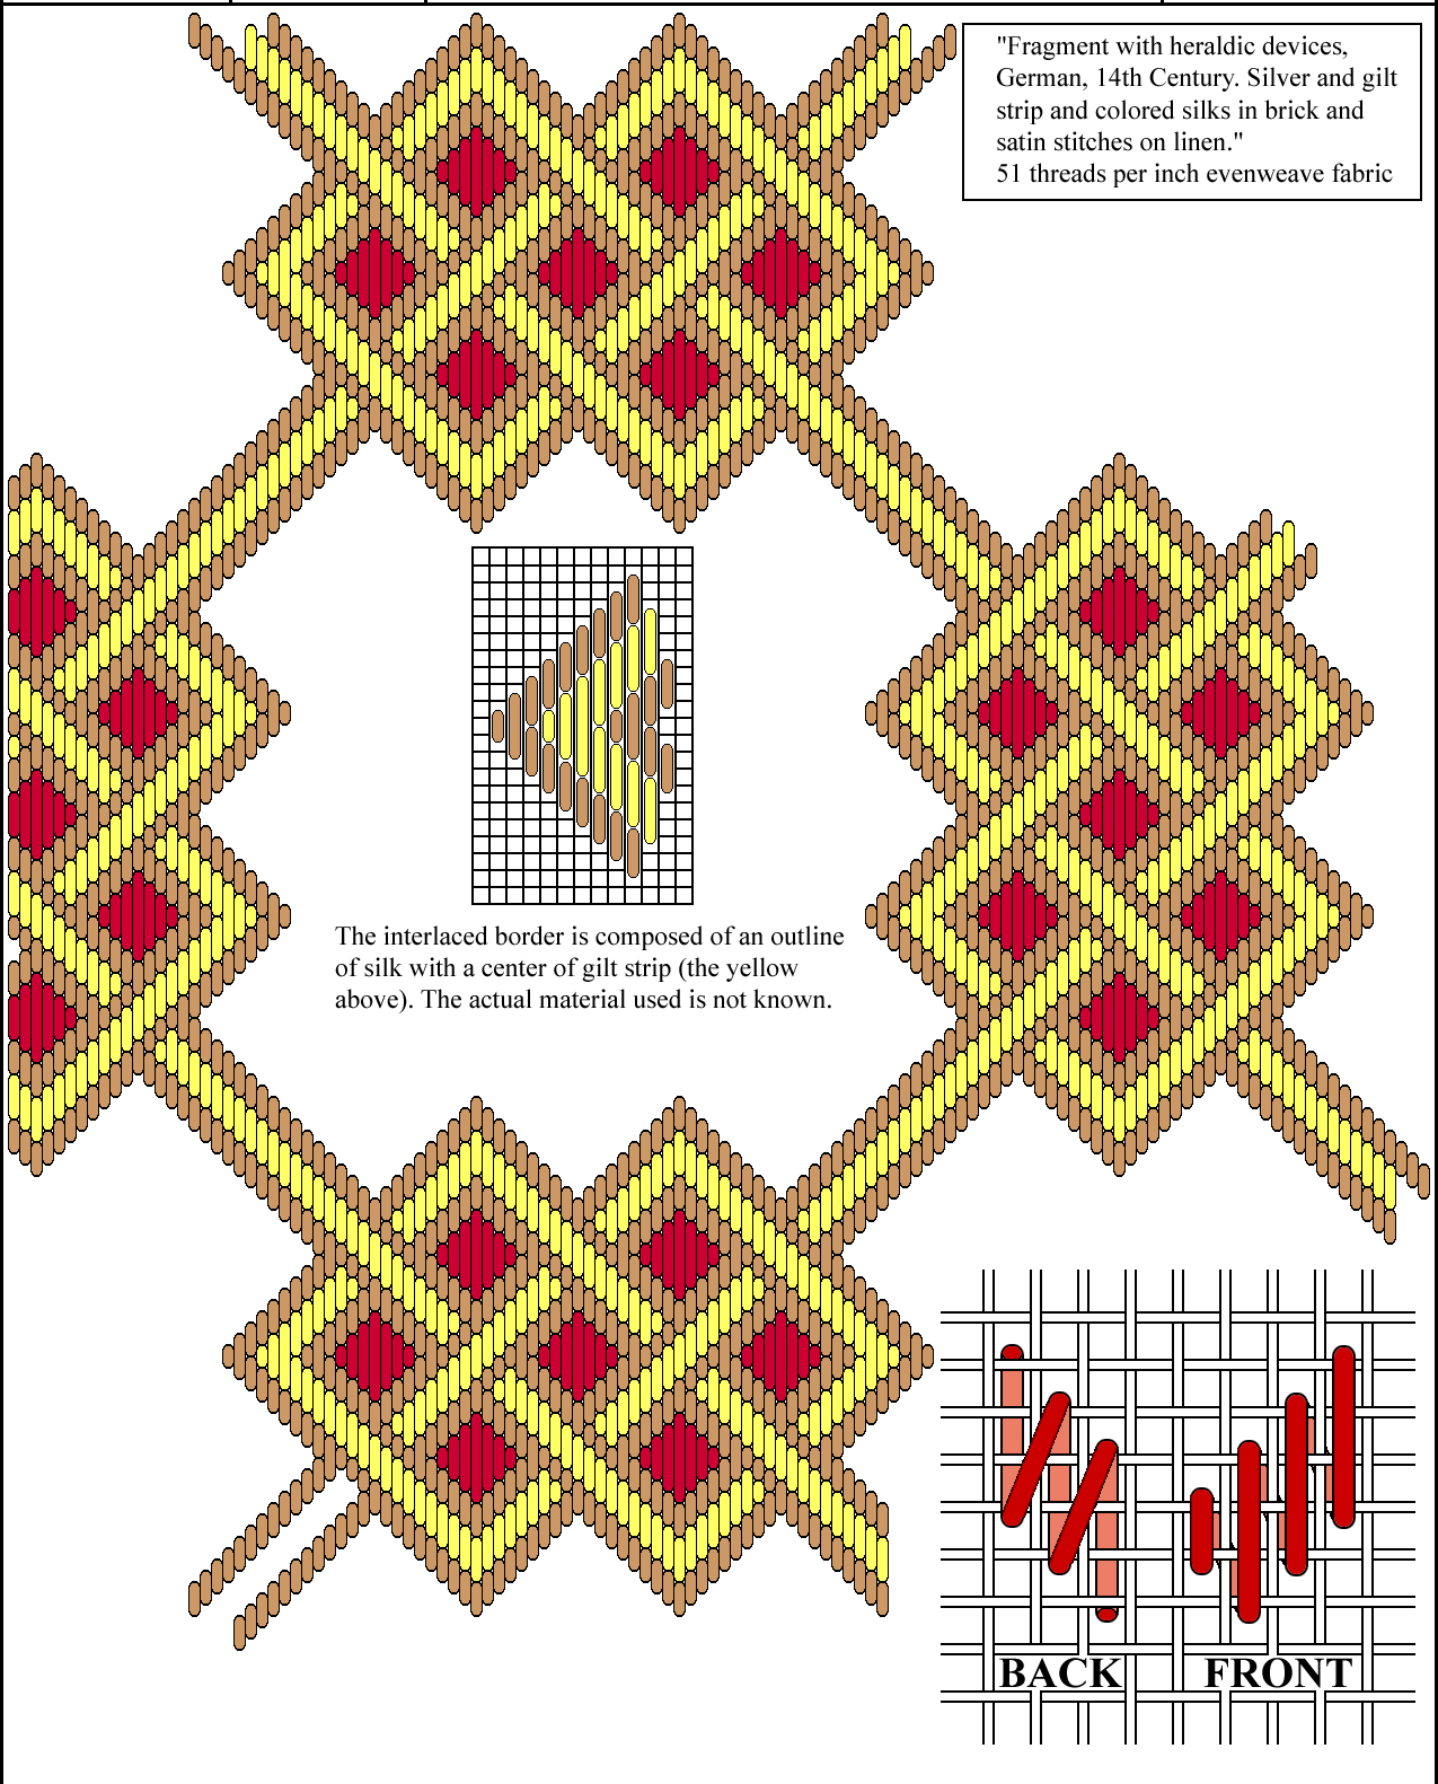 "Fragment with heraldic devices,
German, 14th Century. Silver and gilt
strip and colored silks in brick and
satin stitches on linen."
51 threads per inch evenweave fabric
The interlaced border is composed of an outline
of silk with a center of gilt strip (the yellow
above). The actual material used is not known.
BACK FRONT